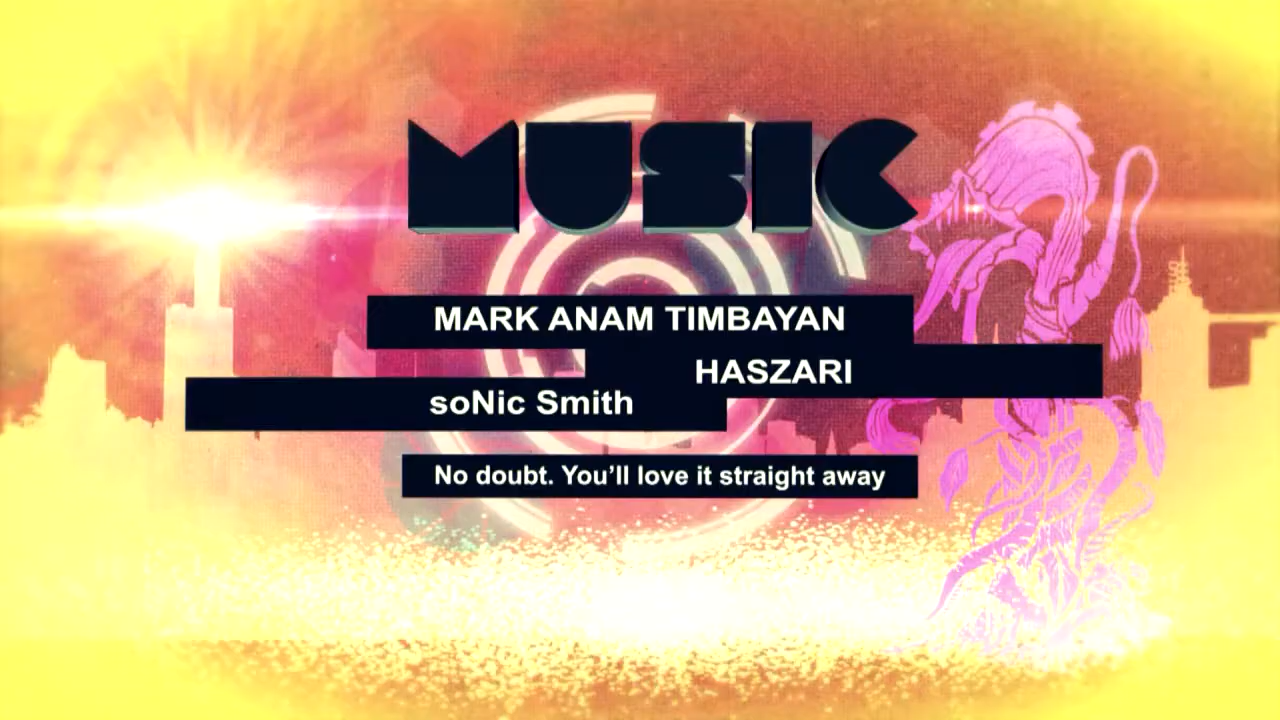 MUSIC
MARK ANAM TIMBAYAN
HASZARI
soNic Smith
No doubt. You’ll love it straight away